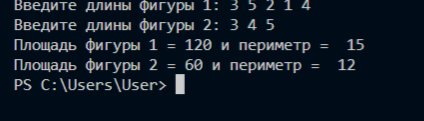 Введите длины фигуры 1: 3 5 2 1 4
Введите длины фигуры 2: 3 4 5
Площадь фигуры 1 = 120 и периметр =  15
Площадь фигуры 2 = 60 и периметр =  12
PS C:\Users\User>